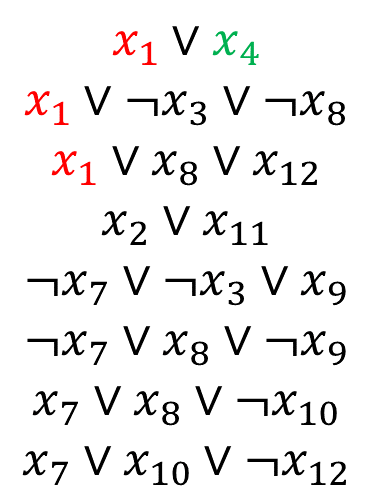 x₁ ∨ x₄
x₁ ∨ ¬x₃ ∨ ¬x₈
x₁ ∨ x₈ ∨ x₁₂
x₂ ∨ x₁₁
¬x₇ ∨ ¬x₃ ∨ x₉
¬x₇ ∨ x₈ ∨ ¬x₉
x₇ ∨ x₈ ∨ ¬x₁₀
x₇ ∨ x₁₀ ∨ ¬x₁₂